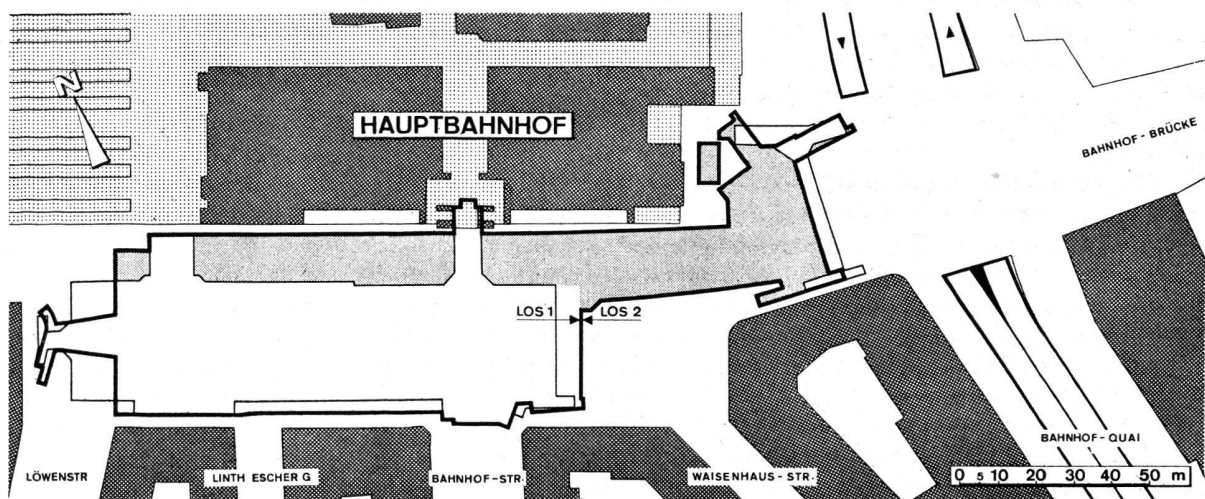 N
HAUPTBAHNHOF
BAHNHOF-BRÜCKE
LOS 1
LOS 2
LÖWENSTR
LINTH ESCHER G
BAHNHOF-STR.
WAISENHAUS-STR.
BAHNHOF-QUAI
0 5 10 20 30 40 50 m